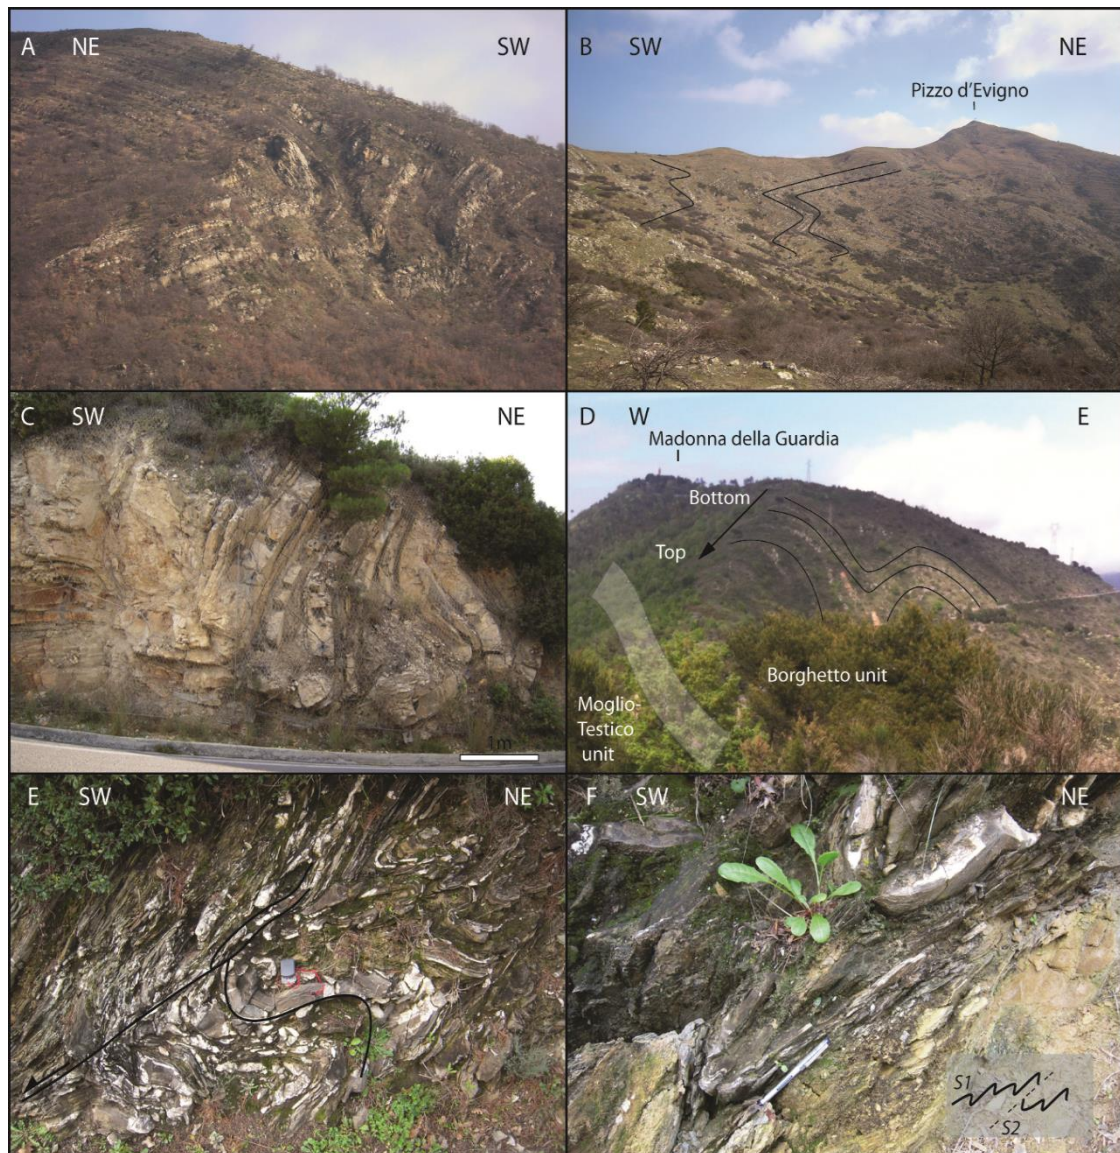 A NE SW
B SW NE
Pizzo d'Evigno
C SW NE
1m
D W E
Madonna della Guardia
Bottom
Top
Borghetto unit
Moglio-
Testico
unit
E SW NE
F SW NE
S1
S2